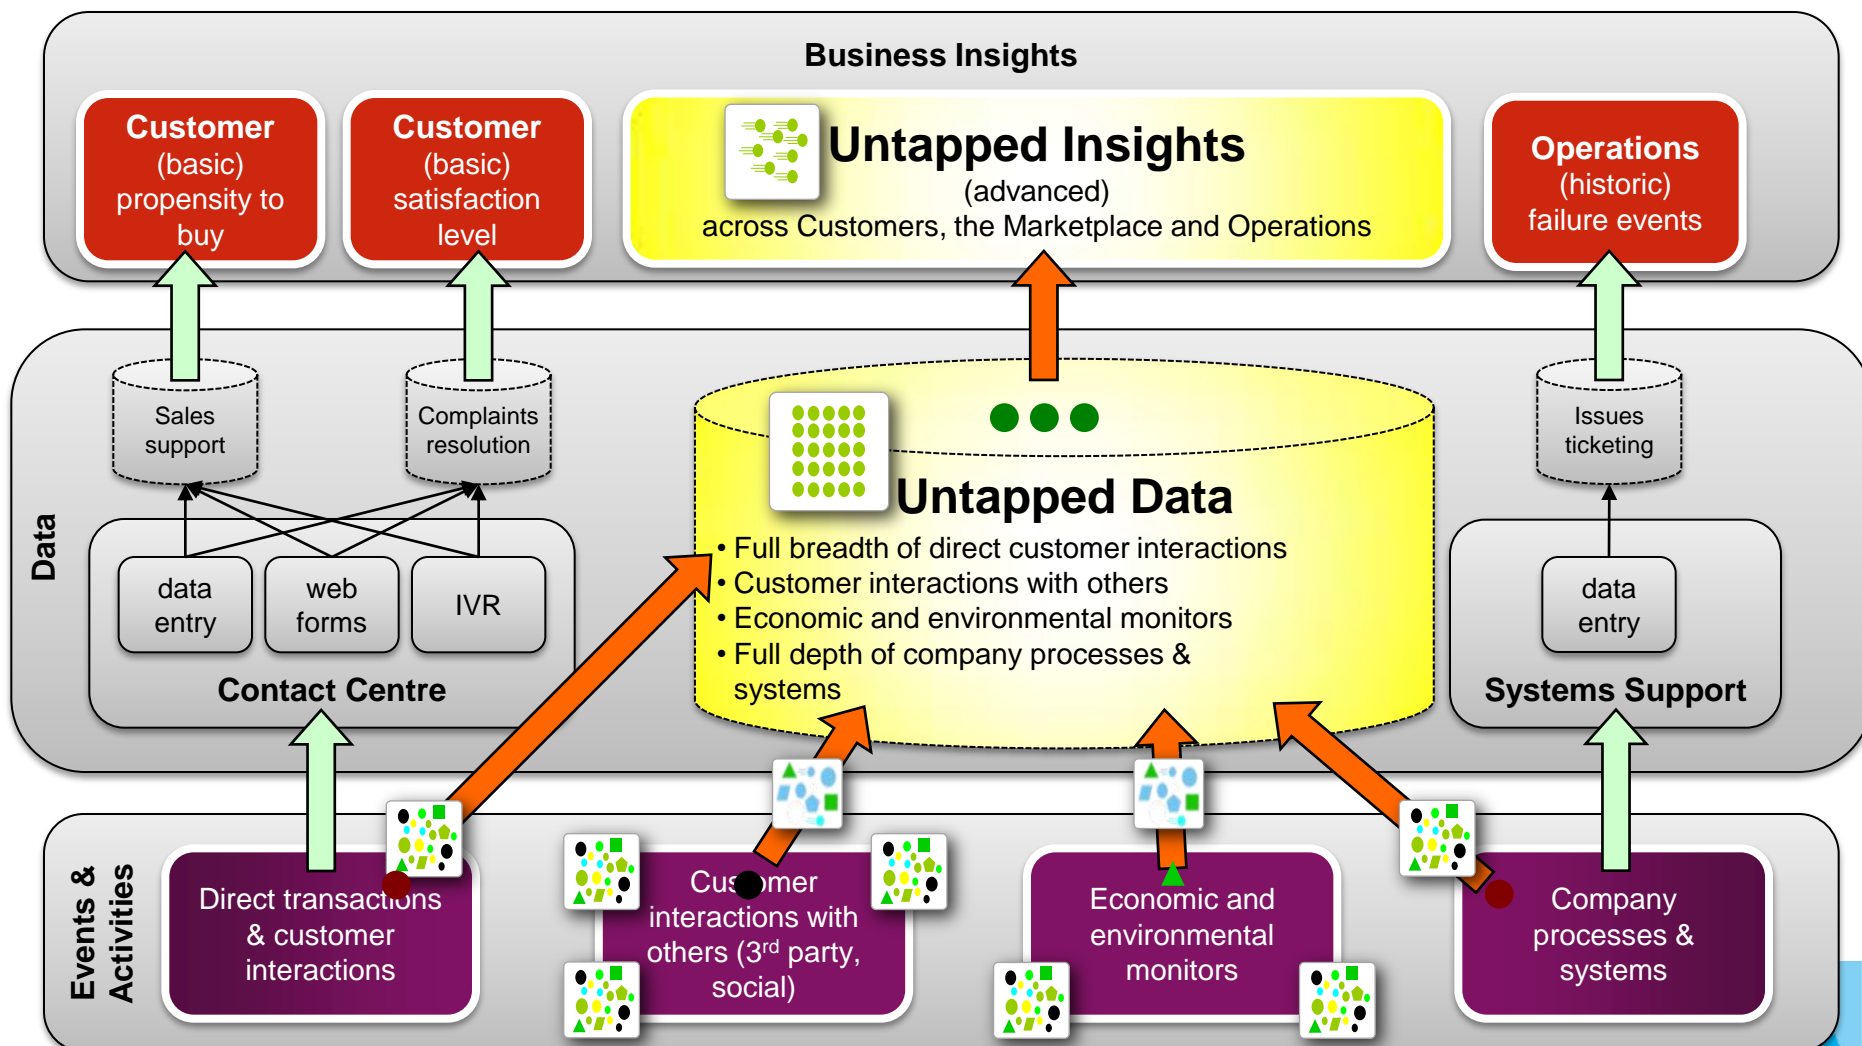 Business Insights
Customer
(basic)
propensity to
buy
Customer
(basic)
satisfaction
level
Untapped Insights
(advanced)
across Customers, the Marketplace and Operations
Operations
(historic)
failure events
Data
Sales
support
Complaints
resolution
Untapped Data
• Full breadth of direct customer interactions
• Customer interactions with others
• Economic and environmental monitors
• Full depth of company processes &
systems
Issues
ticketing
data
entry
web
forms
IVR
Contact Centre
data
entry
Systems Support
Events &
Activities
Direct transactions
& customer
interactions
Customer
interactions with
others (3rd party,
social)
Economic and
environmental
monitors
Company
processes &
systems